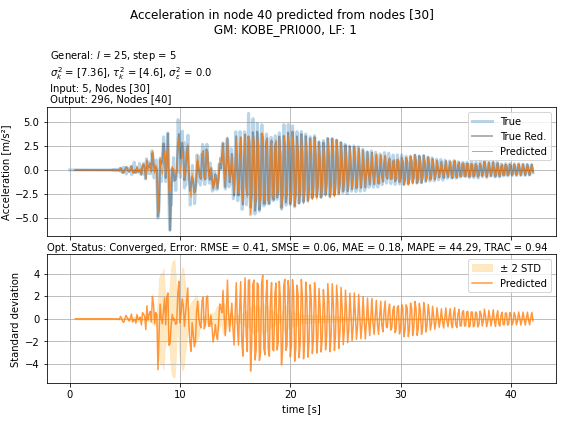 Acceleration in node 40 predicted from nodes [30]
GM: KOBE_PRI000, LF: 1
General: l = 25, step = 5
σ²ₖ = [7.36], τ²ₖ = [4.6], σ²ε = 0.0
Input: 5, Nodes [30]
Output: 296, Nodes [40]
Acceleration [m/s²]
5.0
2.5
0.0
−2.5
−5.0
True
True Red.
Predicted
Opt. Status: Converged, Error: RMSE = 0.41, SMSE = 0.06, MAE = 0.18, MAPE = 44.29, TRAC = 0.94
Standard deviation
4
2
0
−2
−4
± 2 STD
Predicted
0 10 20 30 40
time [s]